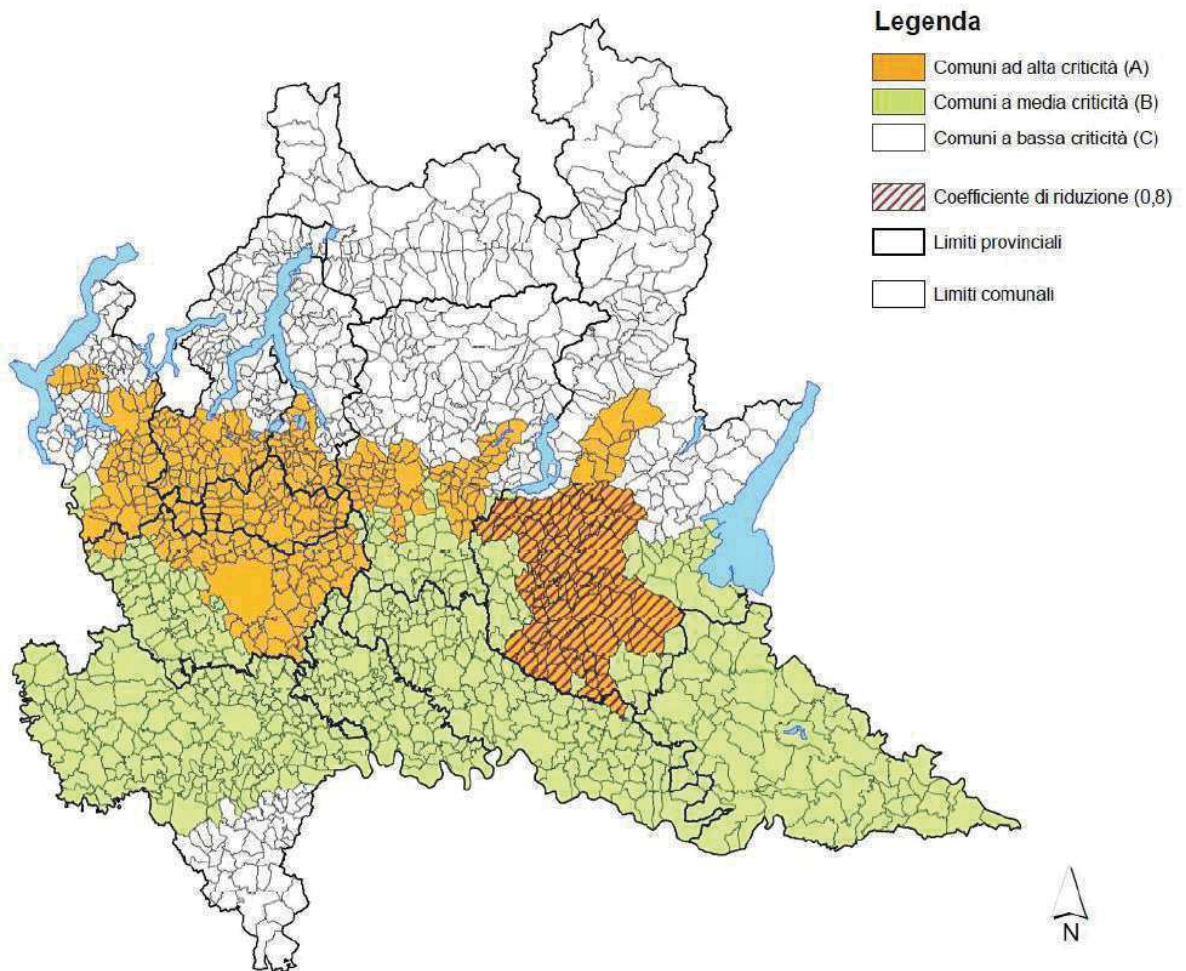 Legenda
Comuni ad alta criticità (A)
Comuni a media criticità (B)
Comuni a bassa criticità (C)
Coefficiente di riduzione (0,8)
Limiti provinciali
Limiti comunali
N